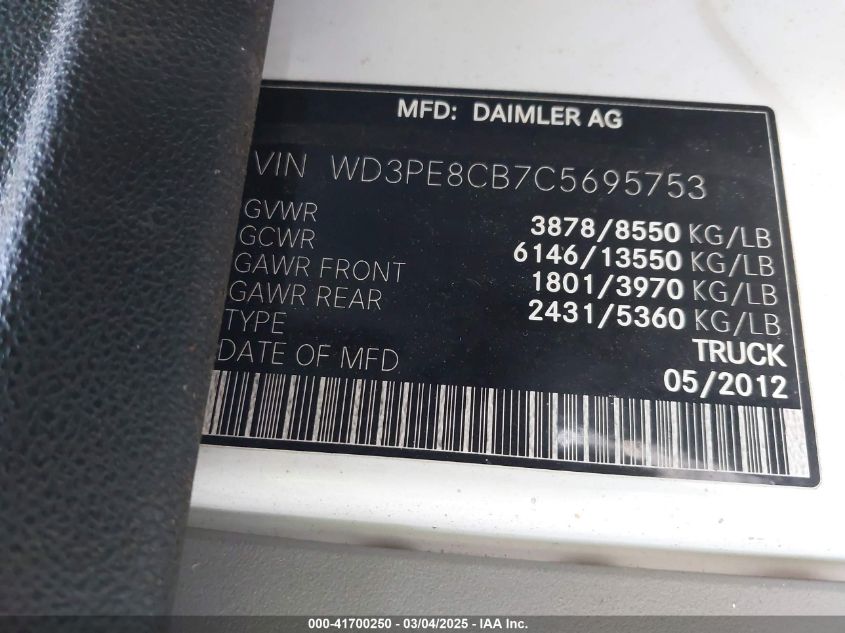 MFD: DAIMLER AG
VIN WD3PE8CB7C5695753
GVWR 3878/8550 KG/LB
GCWR 6146/13550 KG/LB
GAWR FRONT 1801/3970 KG/LB
GAWR REAR 2431/5360 KG/LB
TYPE TRUCK
DATE OF MFD 05/2012
000-41700250 - 03/04/2025 - IAA Inc.